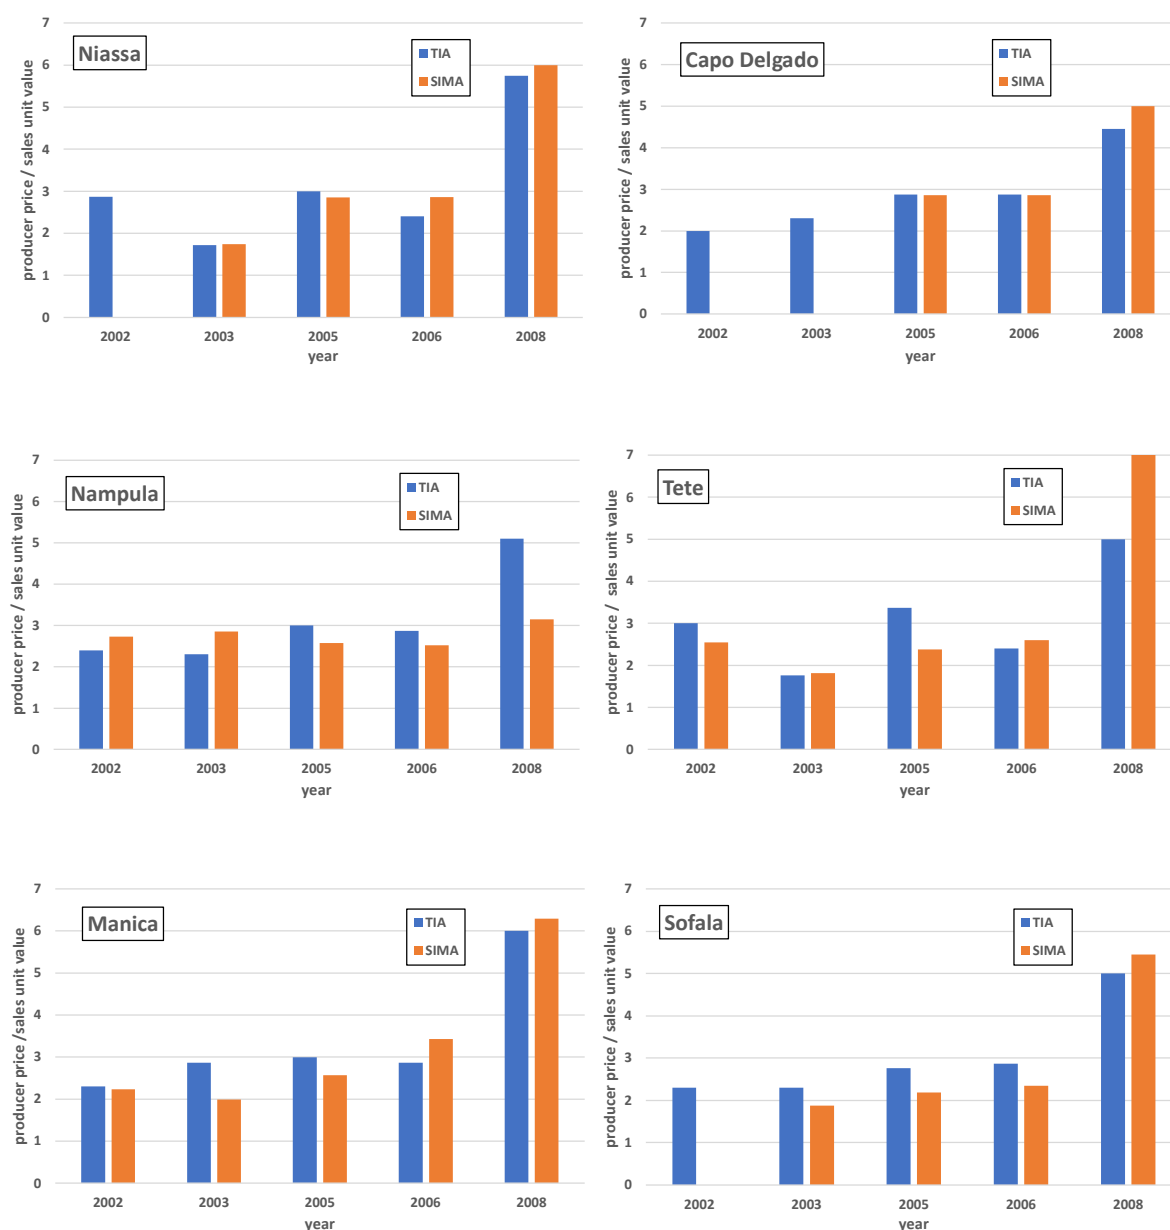 Niassa
TIA
SIMA
producer price / sales unit value
7
6
5
4
3
2
1
0
2002 2003 2005 2006 2008
year
Capo Delgado
TIA
SIMA
producer price / sales unit value
7
6
5
4
3
2
1
0
2002 2003 2005 2006 2008
year
Nampula
TIA
SIMA
producer price / sales unit value
7
6
5
4
3
2
1
0
2002 2003 2005 2006 2008
year
Tete
TIA
SIMA
producer price / sales unit value
7
6
5
4
3
2
1
0
2002 2003 2005 2006 2008
year
Manica
TIA
SIMA
producer price /sales unit value
7
6
5
4
3
2
1
0
2002 2003 2005 2006 2008
year
Sofala
TIA
SIMA
producer price / sales unit value
7
6
5
4
3
2
1
0
2002 2003 2005 2006 2008
year